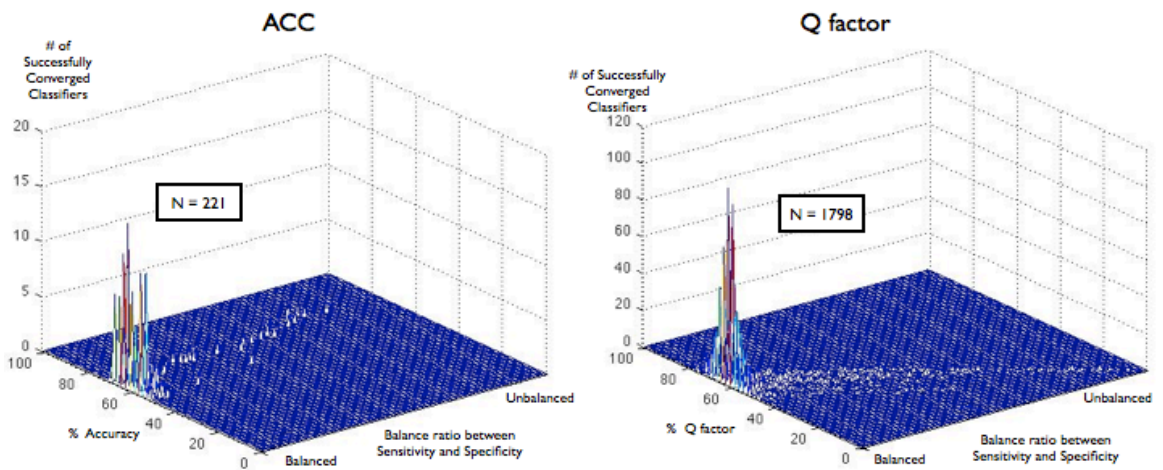 ACC
# of
Successfully
Converged
Classifiers
20
15
10
5
0
N = 221
100
80
60
40
20
0
% Accuracy
Balanced
Balance ratio between
Sensitivity and Specificity
Unbalanced
Q factor
# of Successfully
Converged
Classifiers
120
100
80
60
40
20
0
N = 1798
100
80
60
40
20
0
% Q factor
Balanced
Balance ratio between
Sensitivity and Specificity
Unbalanced